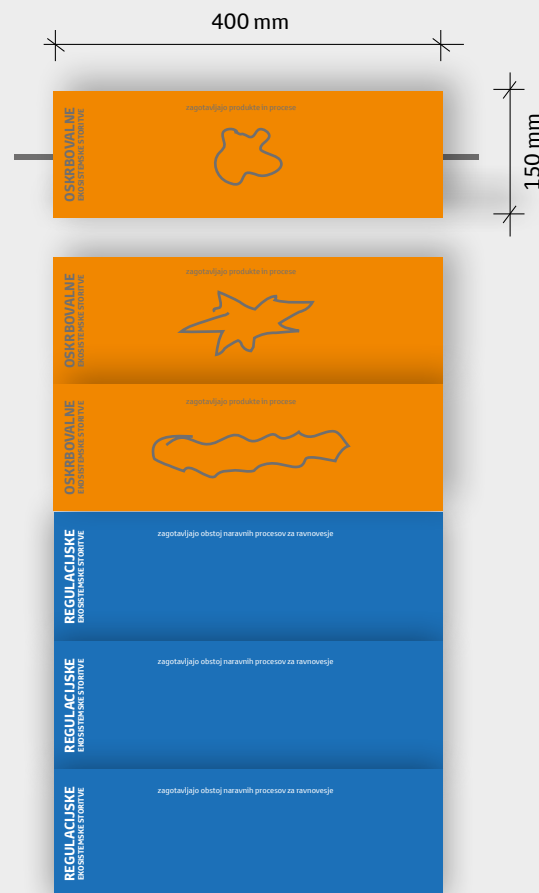 400 mm
150 mm
zagotavljajo produkte in procese
OSKRBOVALNE
EKOSISTEMSKE STORITVE
zagotavljajo produkte in procese
OSKRBOVALNE
EKOSISTEMSKE STORITVE
zagotavljajo produkte in procese
OSKRBOVALNE
EKOSISTEMSKE STORITVE
zagotavljajo obstoj naravnih procesov za ravnovesje
REGULACIJSKE
EKOSISTEMSKE STORITVE
zagotavljajo obstoj naravnih procesov za ravnovesje
REGULACIJSKE
EKOSISTEMSKE STORITVE
zagotavljajo obstoj naravnih procesov za ravnovesje
REGULACIJSKE
EKOSISTEMSKE STORITVE